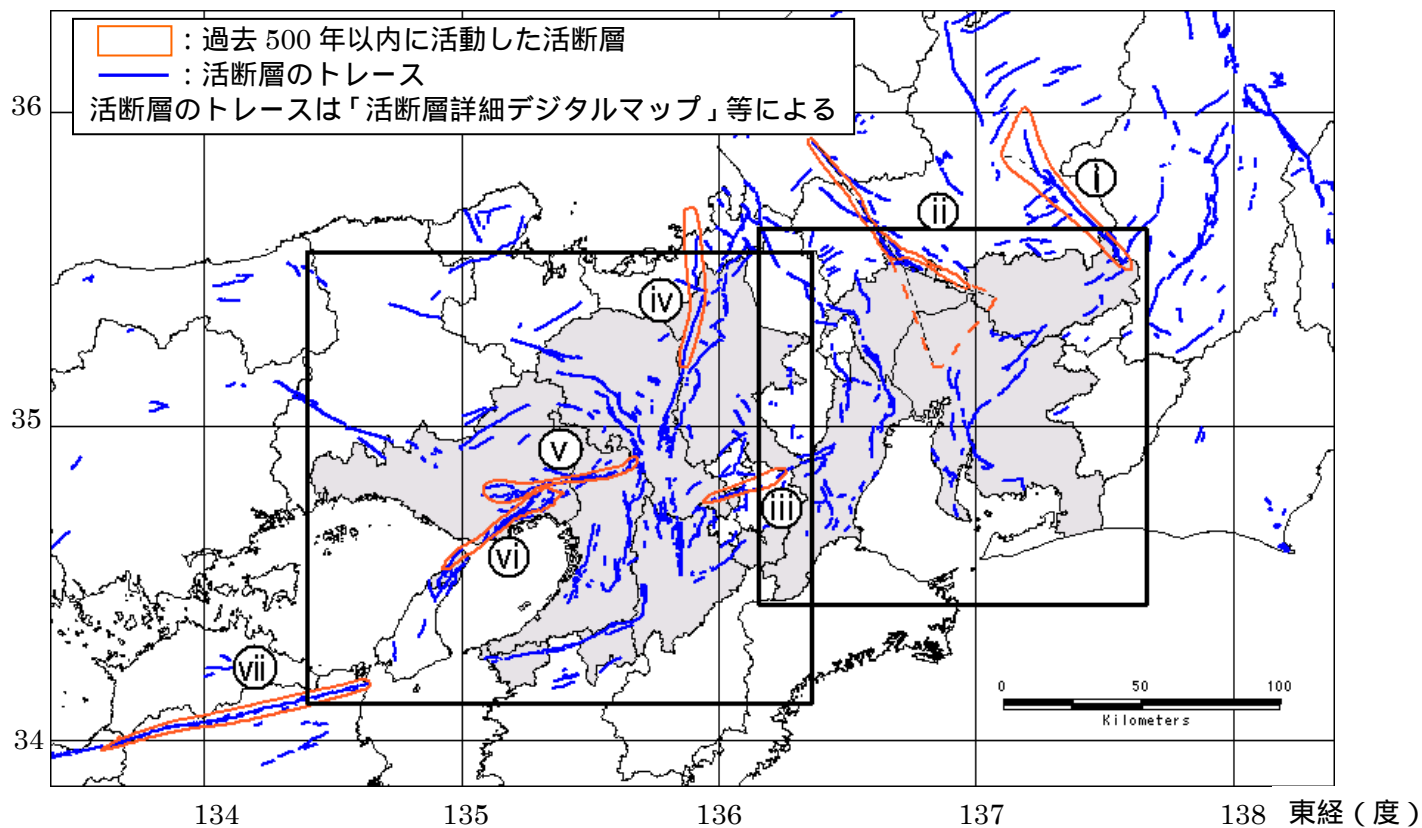 :過去 500 年以内に活動した活断層
:活断層のトレース
活断層のトレースは「活断層詳細デジタルマップ」等による
36
i
ii
iv
35
v
iii
vi
vii
0 50 100
Kilometers
34
134 135 136 137 138 東経(度)